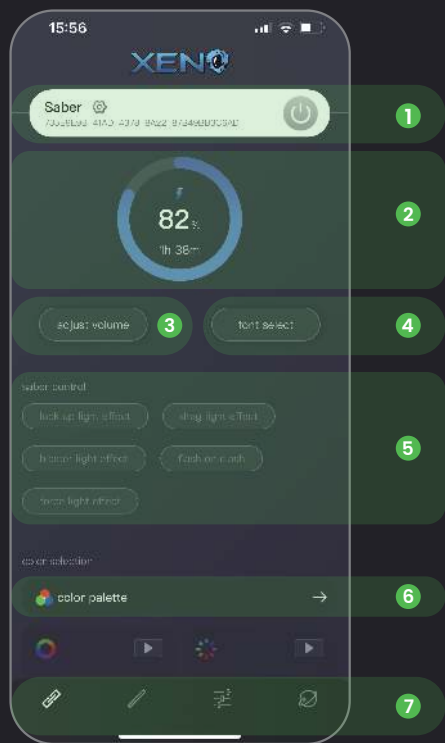 15:56
XENO
Saber
1
82%
1h 38m
2
adjust volume
3
font select
4
saber control
lock up light effect
drag light effect
blaster light effect
flash on clash
force light effect
5
color selection
color palette
6
7